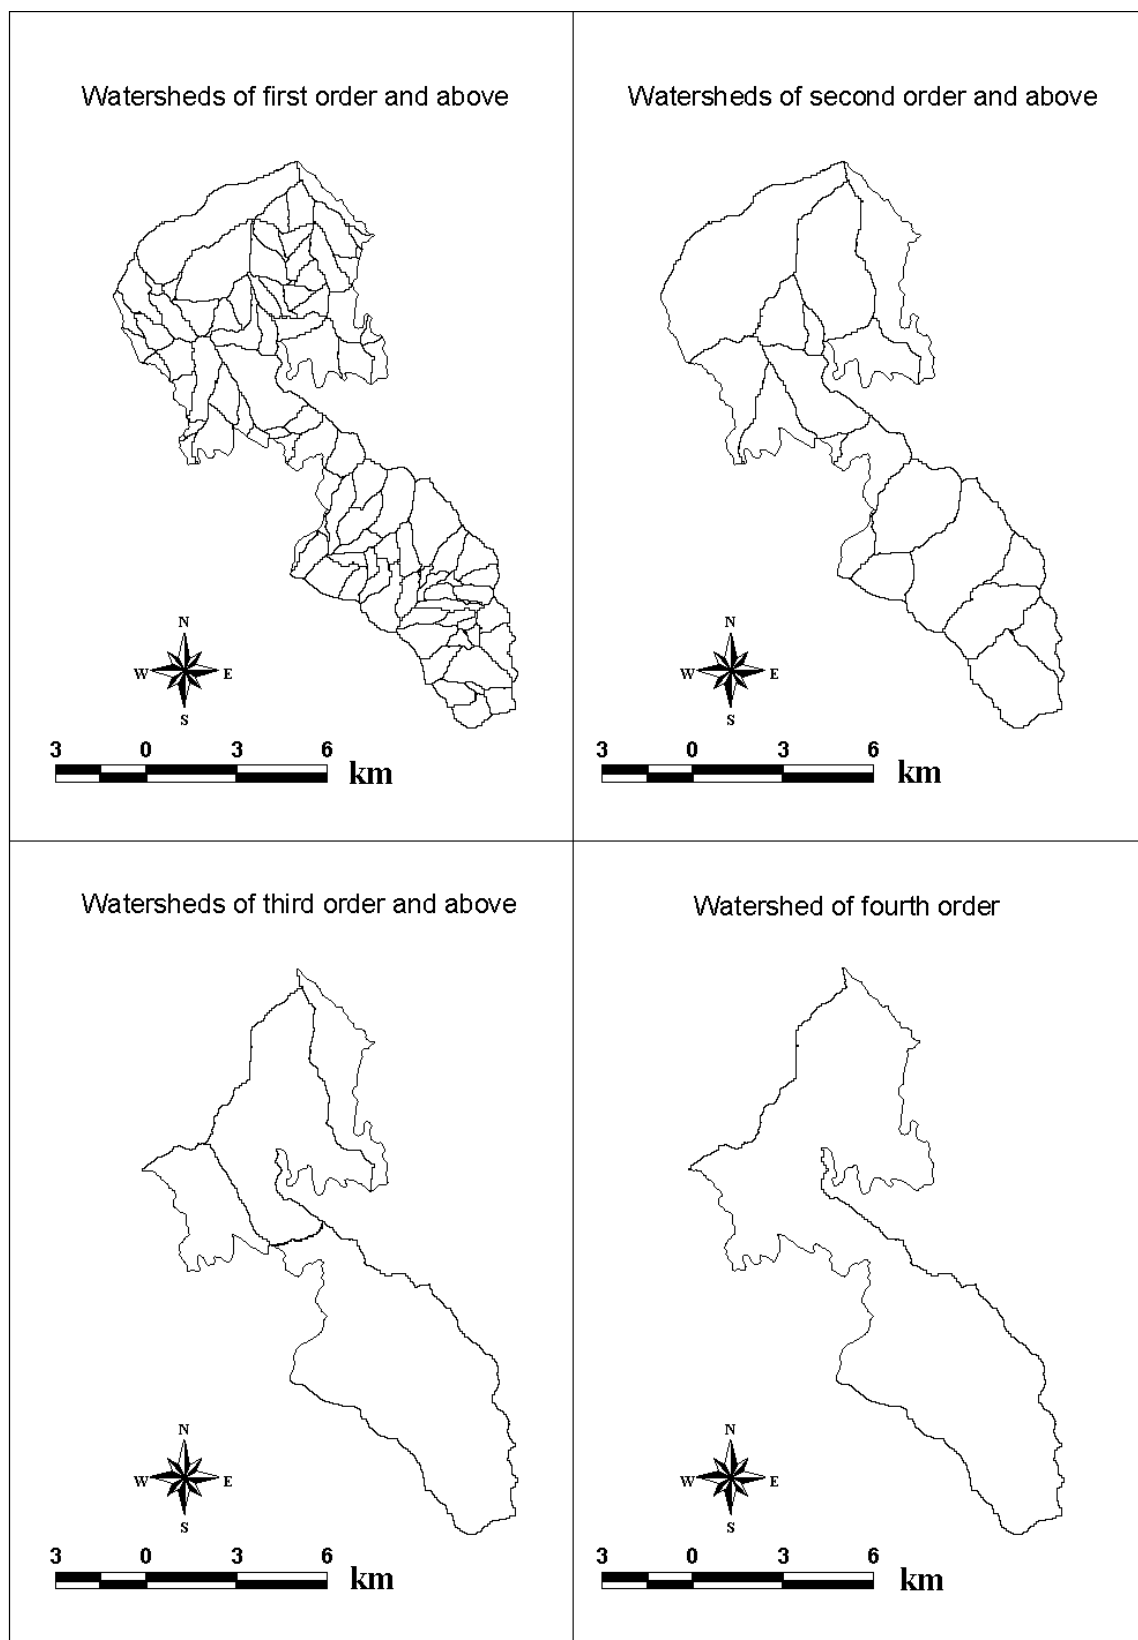 Watersheds of first order and above
Watersheds of second order and above
N
W E
S
3 0 3 6
km
N
W E
S
3 0 3 6
km
Watersheds of third order and above
Watershed of fourth order
N
W E
S
3 0 3 6
km
N
W E
S
3 0 3 6
km